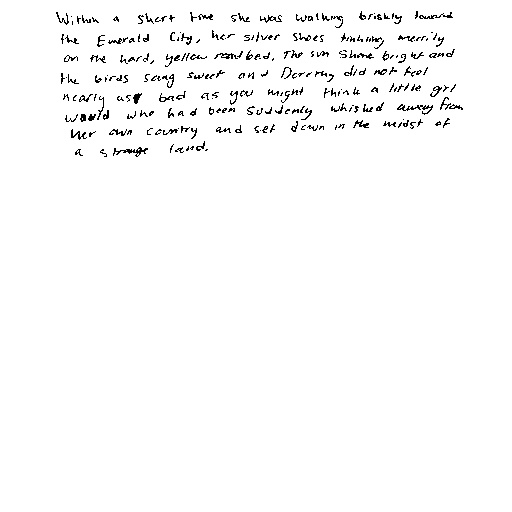 Within a short time she was walking briskly toward
the Emerald City, her silver shoes tinkling merrily
on the hard, yellow roadbed. The sun shone bright and
the birds sang sweet and Dorothy did not feel
nearly as bad as you might think a little girl
would who had been suddenly whisked away from
her own country and set down in the midst of
a strange land.